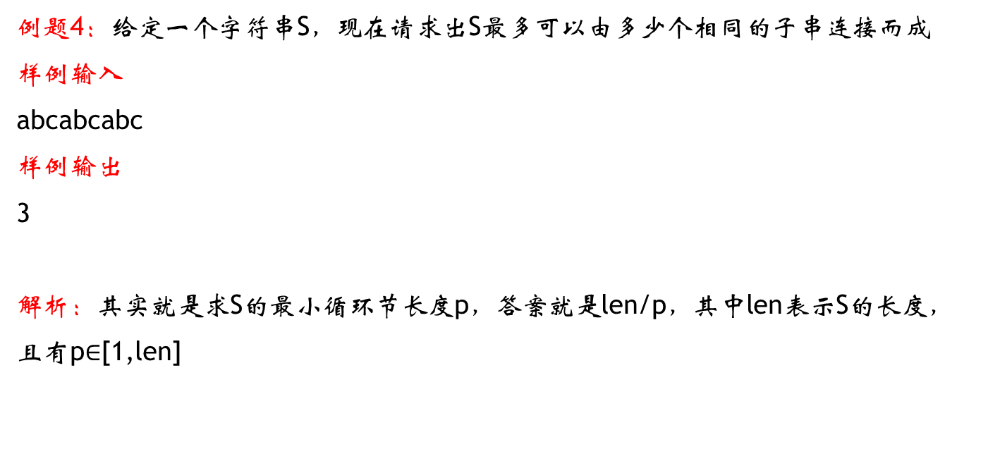 例题4：给定一个字符串S，现在请求出S最多可以由多少个相同的子串连接而成
样例输入
abcabcabc
样例输出
3
解析：其实就是求S的最小循环节长度p，答案就是len/p，其中len表示S的长度，
且有p∈[1,len]